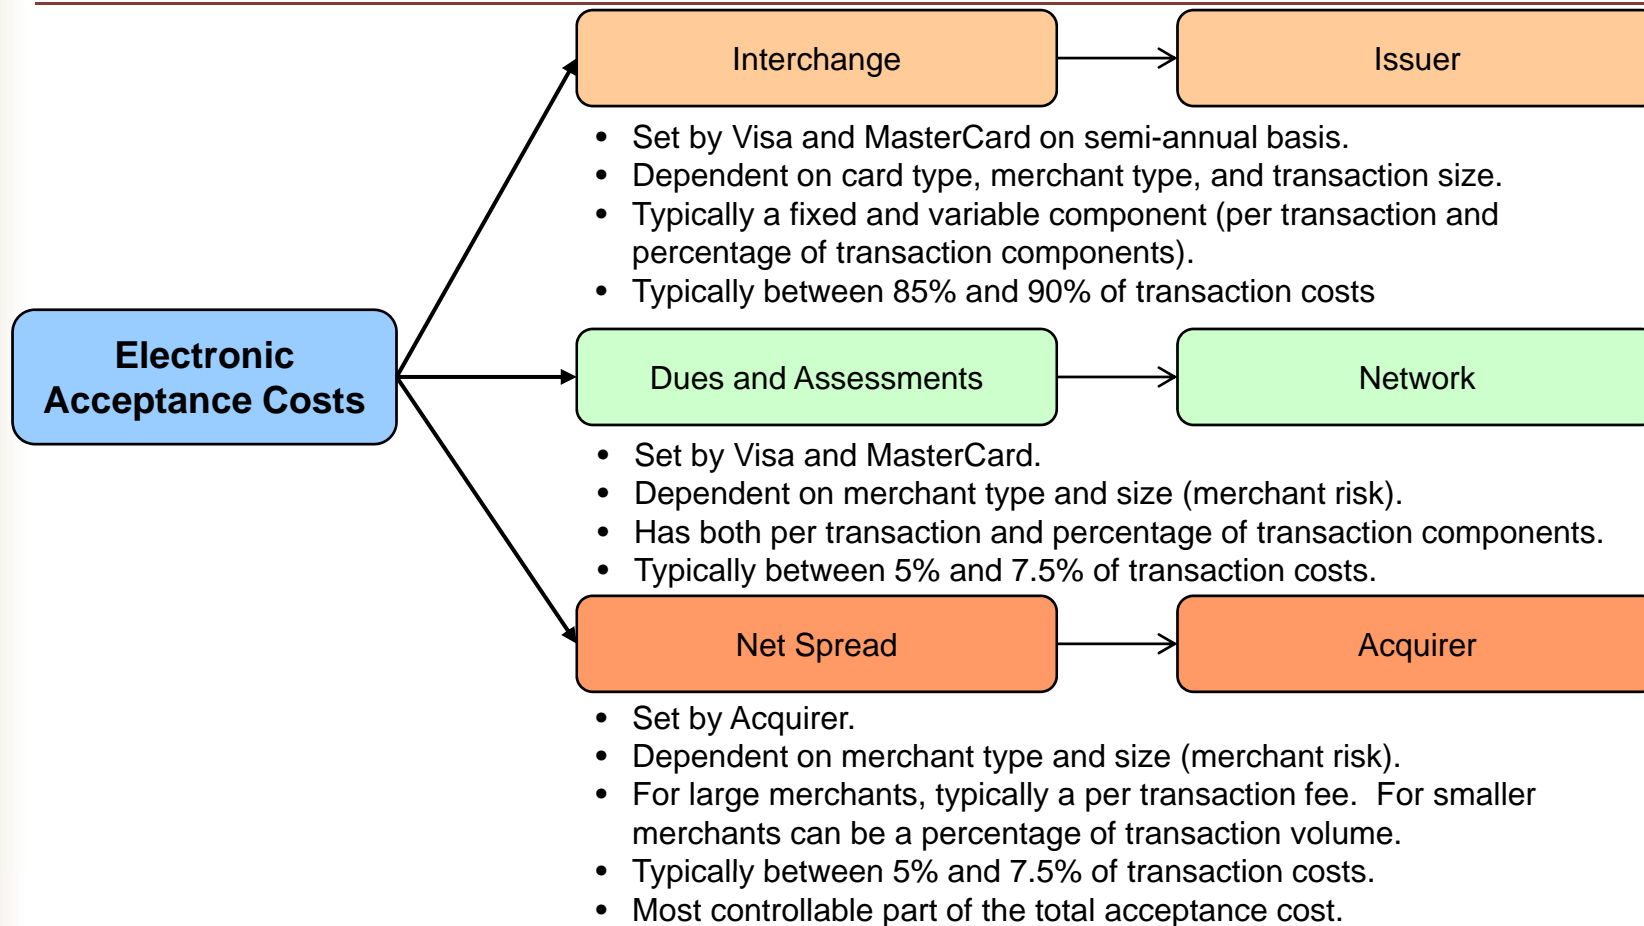 Interchange
Issuer
• Set by Visa and MasterCard on semi-annual basis.
• Dependent on card type, merchant type, and transaction size.
• Typically a fixed and variable component (per transaction and
percentage of transaction components).
• Typically between 85% and 90% of transaction costs
Electronic
Acceptance Costs
Dues and Assessments
Network
• Set by Visa and MasterCard.
• Dependent on merchant type and size (merchant risk).
• Has both per transaction and percentage of transaction components.
• Typically between 5% and 7.5% of transaction costs.
Net Spread
Acquirer
• Set by Acquirer.
• Dependent on merchant type and size (merchant risk).
• For large merchants, typically a per transaction fee.  For smaller
merchants can be a percentage of transaction volume.
• Typically between 5% and 7.5% of transaction costs.
• Most controllable part of the total acceptance cost.